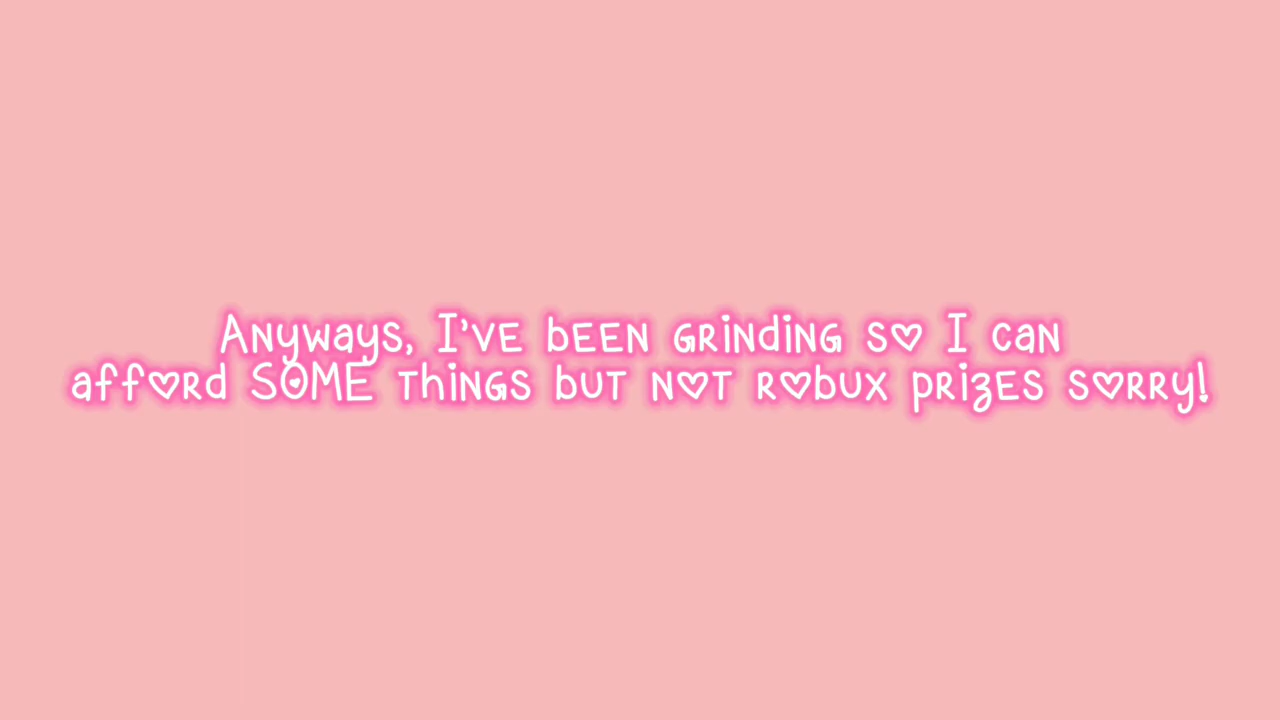 Anyways, I've been grinding so I can
afford SOME things but not robux prizes sorry!